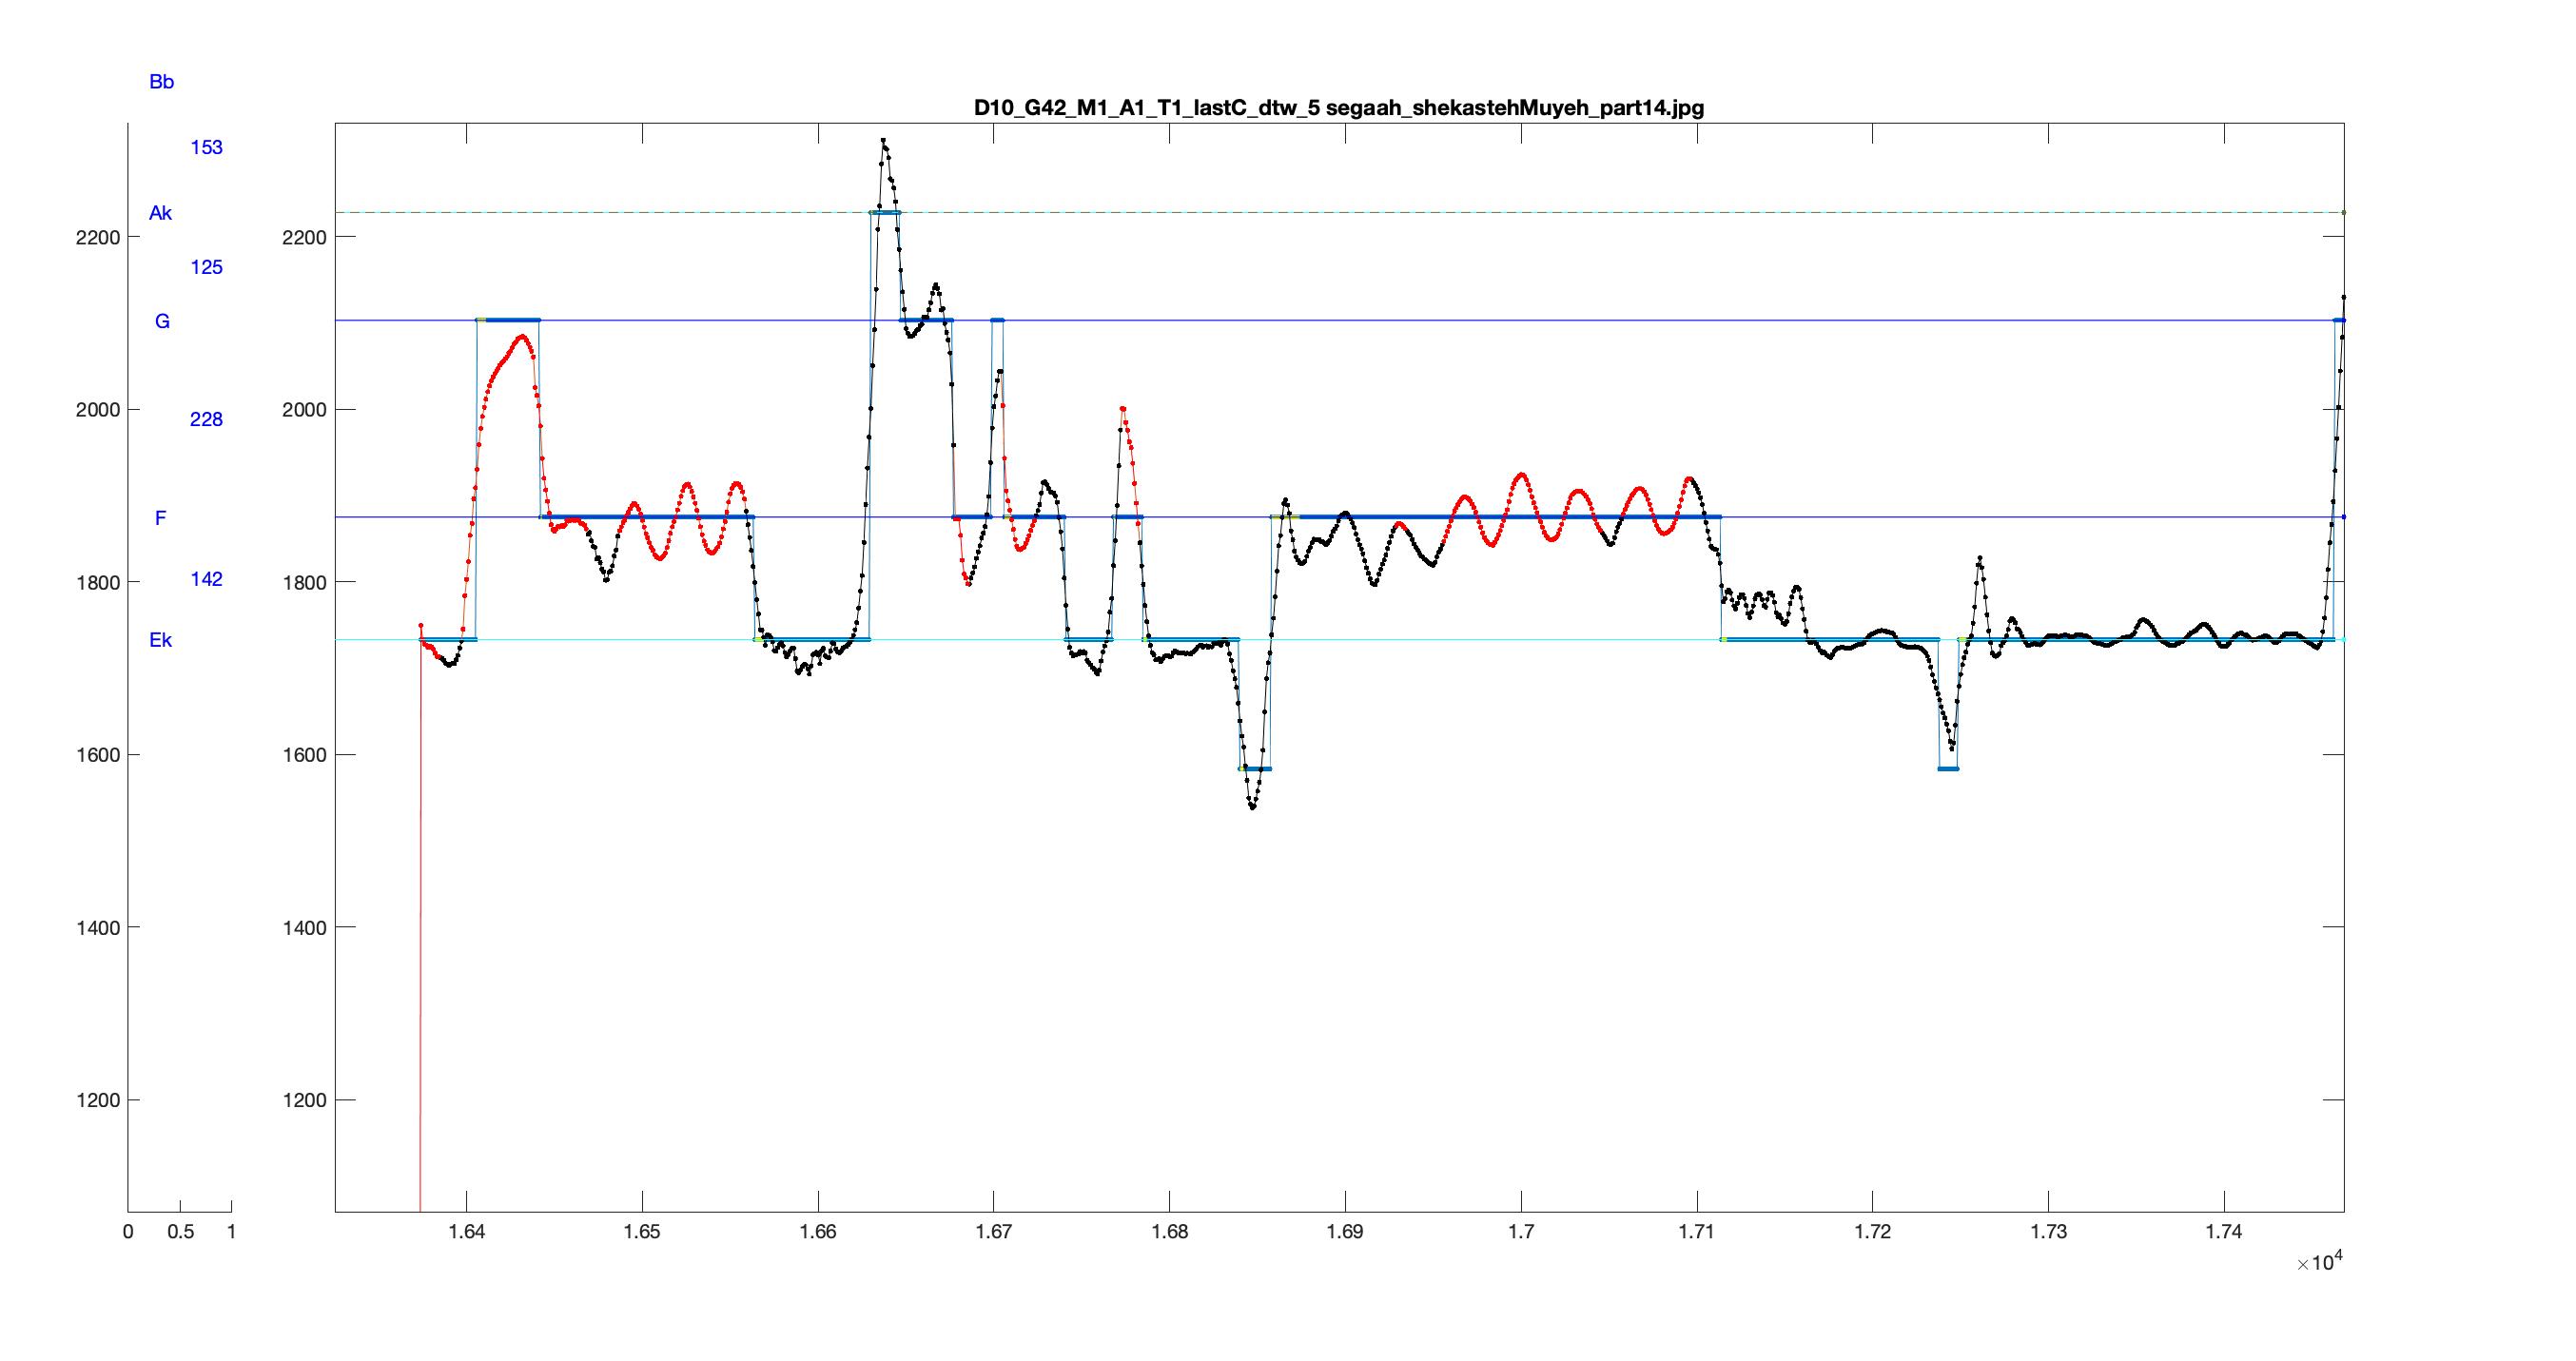 Bb
D10_G42_M1_A1_T1_lastC_dtw_5 segaah_shekastehMuyeh_part14.jpg
153
Ak
2200 2200
125
G
2000 2000
228
F
1800 1800
142
Ek
1600 1600
1400 1400
1200 1200
0 0.5 1 1.64 1.65 1.66 1.67 1.68 1.69 1.7 1.71 1.72 1.73 1.74
×10^4